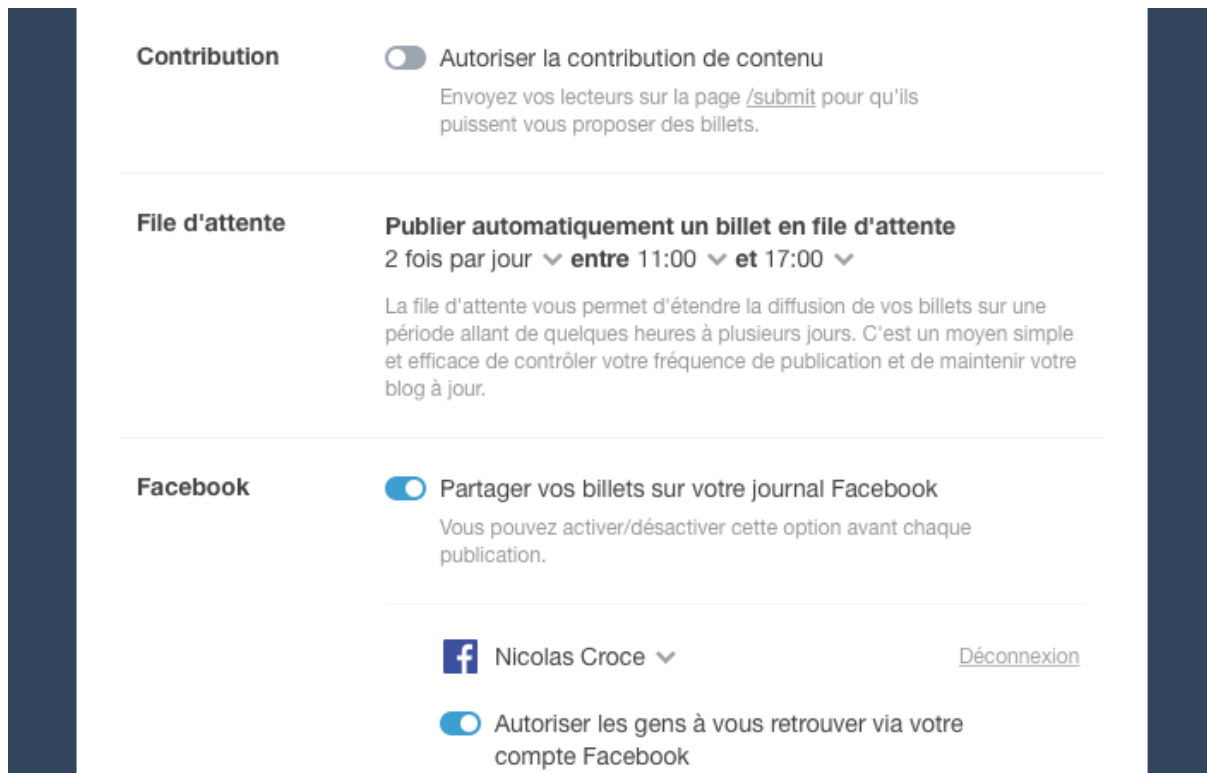 Contribution
Autoriser la contribution de contenu
Envoyez vos lecteurs sur la page /submit pour qu'ils
puissent vous proposer des billets.
File d'attente
Publier automatiquement un billet en file d'attente
2 fois par jour entre 11:00 et 17:00
La file d'attente vous permet d'étendre la diffusion de vos billets sur une
période allant de quelques heures à plusieurs jours. C'est un moyen simple
et efficace de contrôler votre fréquence de publication et de maintenir votre
blog à jour.
Facebook
Partager vos billets sur votre journal Facebook
Vous pouvez activer/désactiver cette option avant chaque
publication.
Nicolas Croce
Déconnexion
Autoriser les gens à vous retrouver via votre
compte Facebook